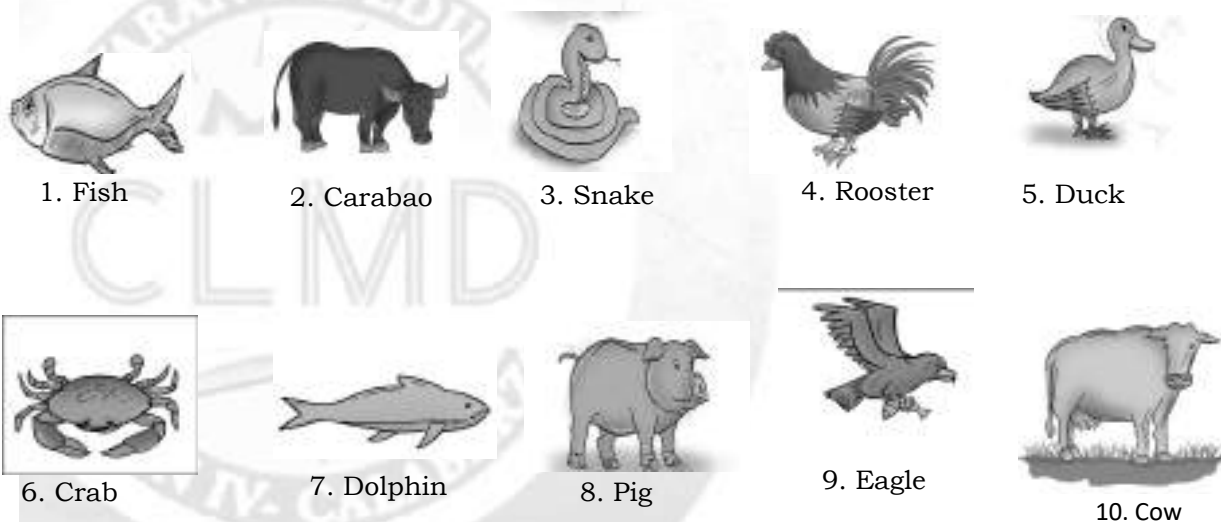 1. Fish
2. Carabao
3. Snake
4. Rooster
5. Duck
CLMD
6. Crab
7. Dolphin
8. Pig
9. Eagle
10. Cow